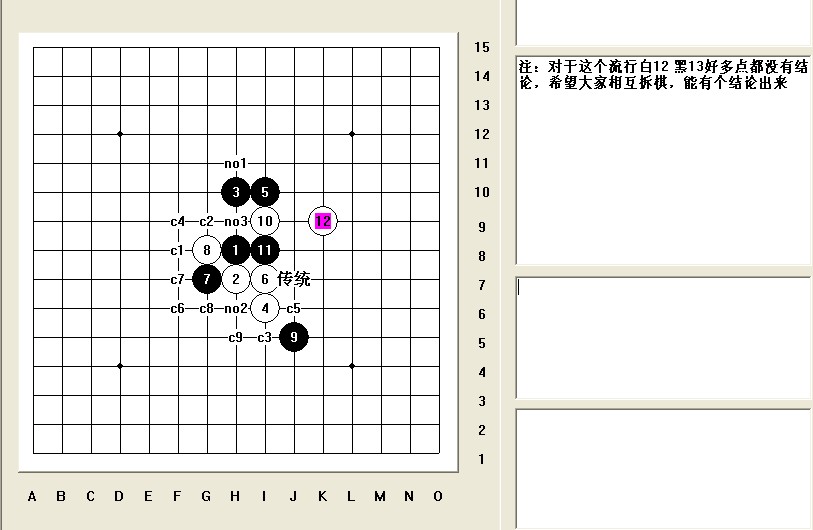 15
14
13
12
no1 11
3 5 10
c4 c2 no3 10 12 9
c1 8 1 11 8
c7 7 2 6 传统 7
c6 c8 no2 4 c5 6
c9 c3 9 5
4
3
2
1
A B C D E F G H I J K L M N O
注：对于这个流行白12 黑13好多点都没有结
论，希望大家相互拆棋，能有个结论出来